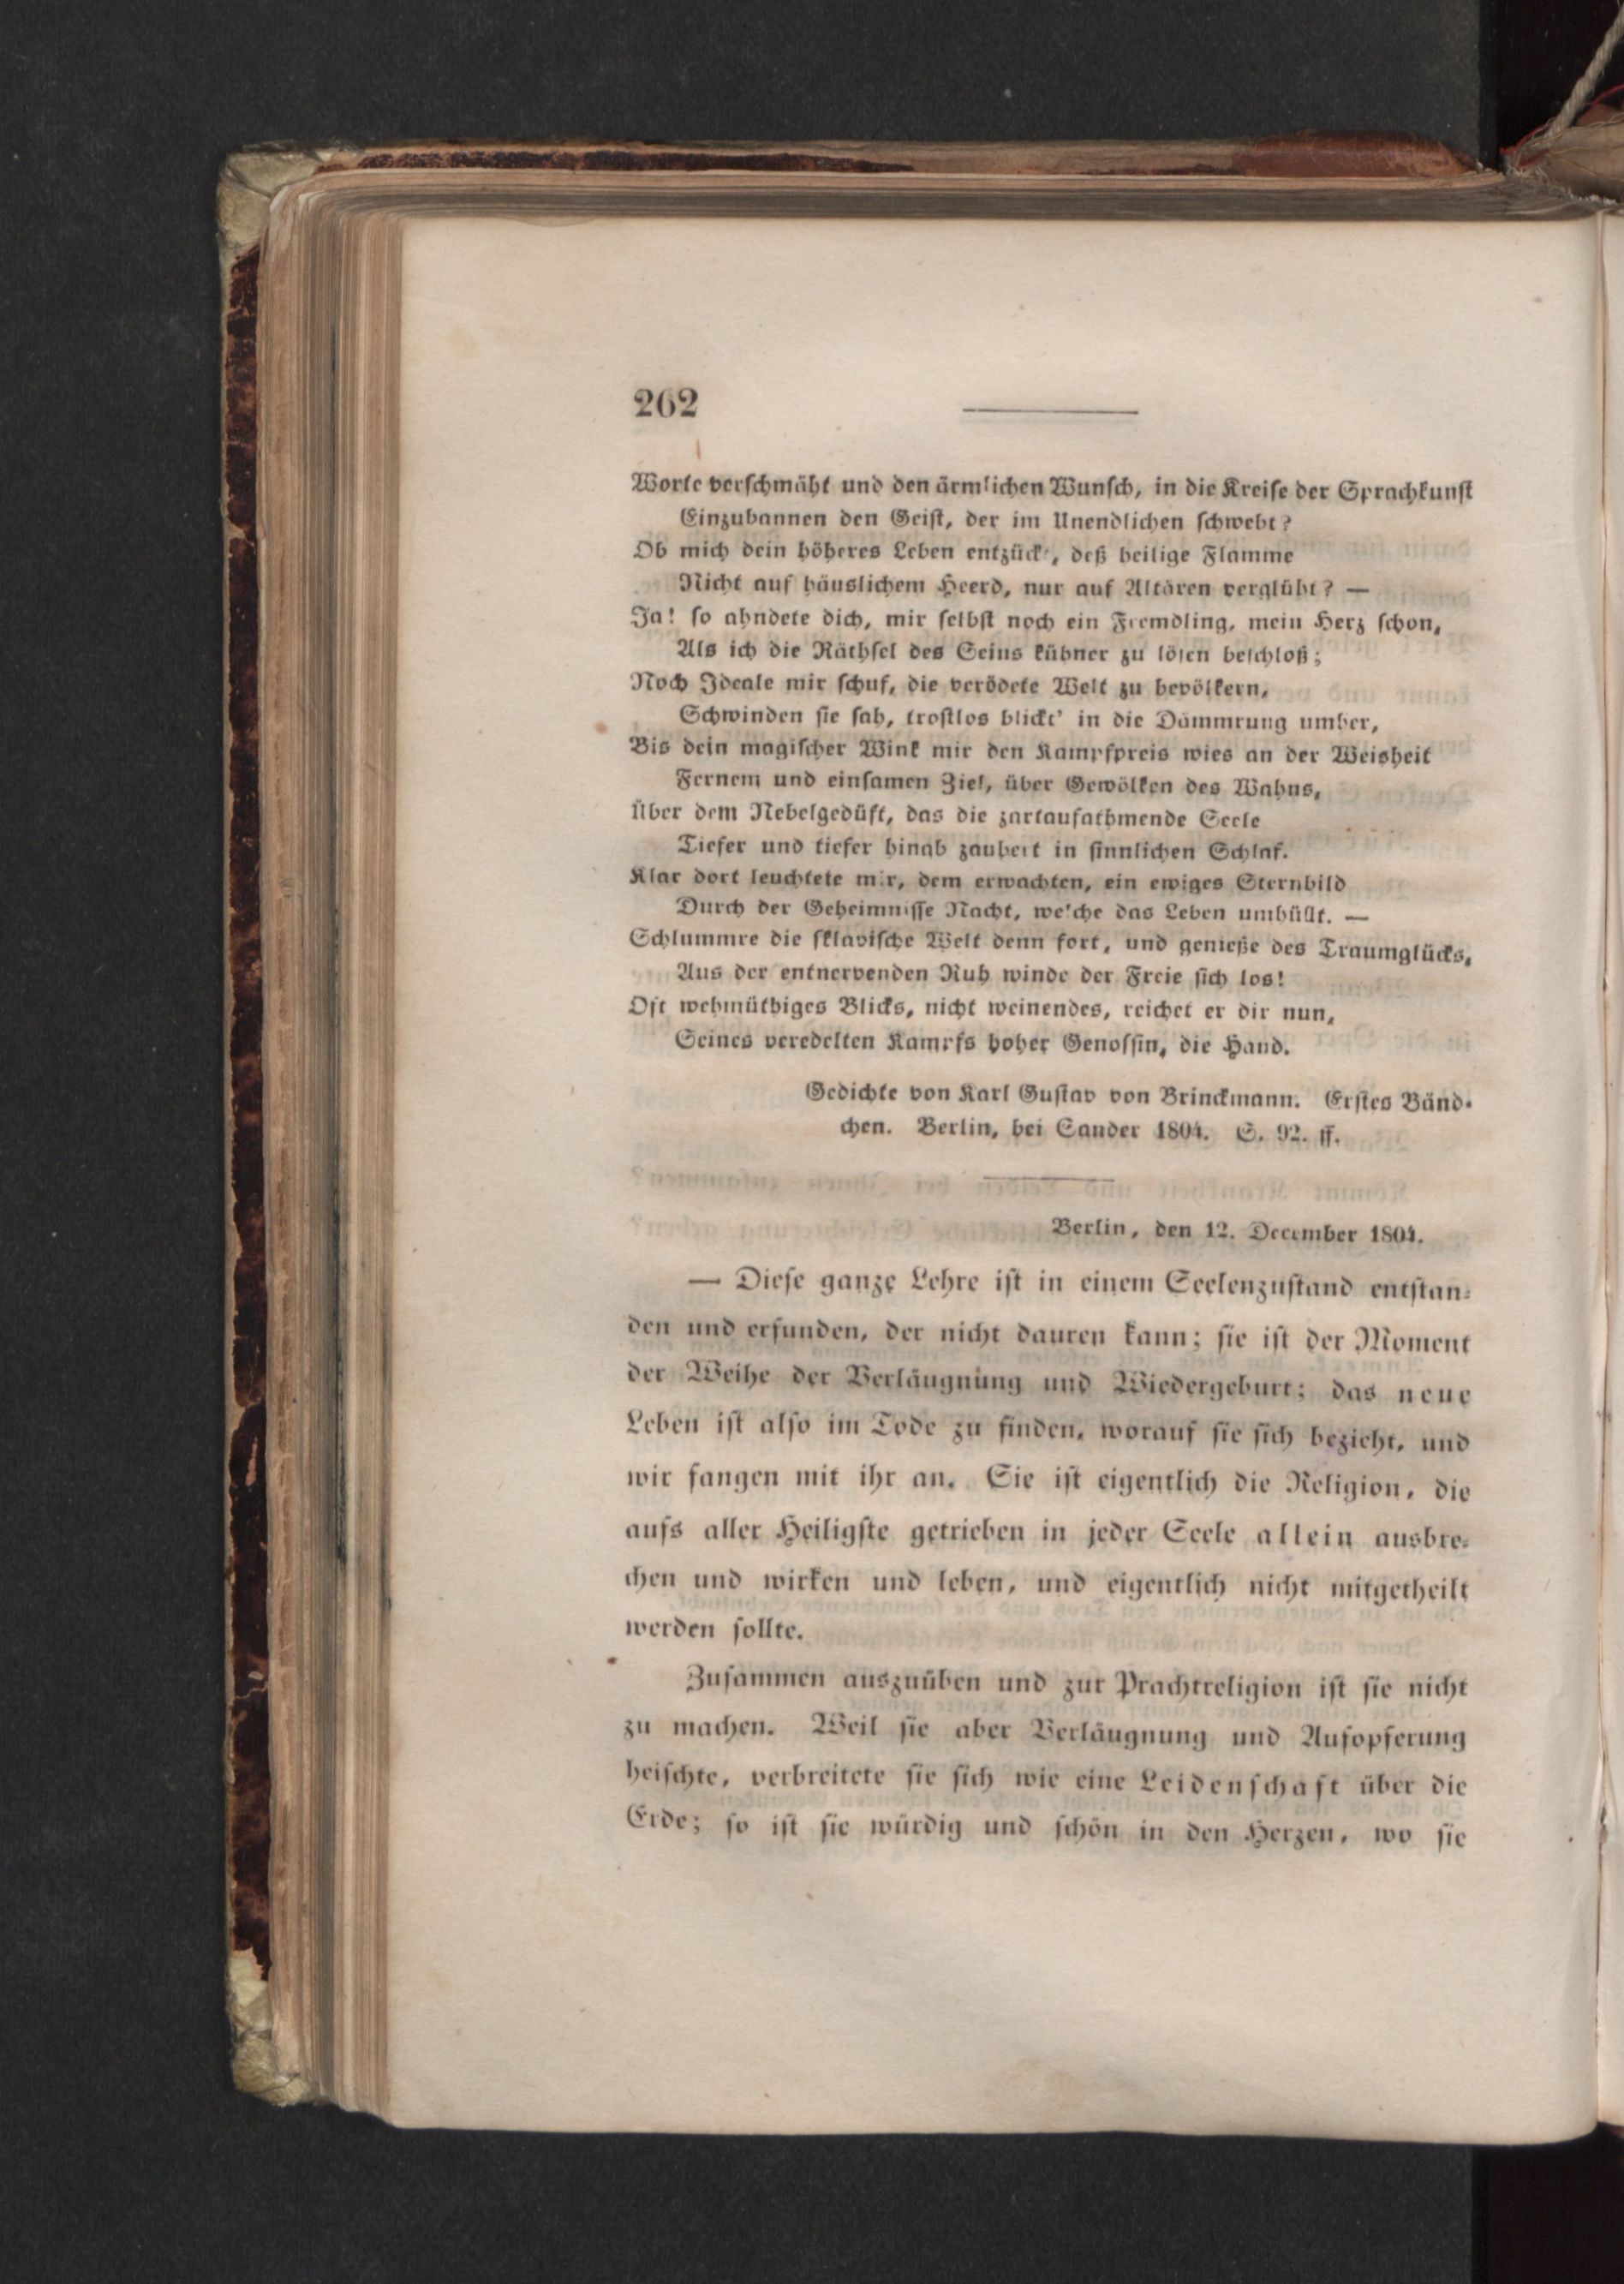 262
Worte verschmäht und den ärmlichen Wunsch, in die Kreise der Sprachkunst
Einzubannen den Geist, der im Unendlichen schwebt?
Ob mich dein höheres Leben entzückt, deß heilige Flamme
Nicht auf häuslichem Heerd, nur auf Altären verglüht? —
Ja! so ahndete dich, mir selbst noch ein Fremdling, mein Herz schon,
Als ich die Räthsel des Seins kühner zu lösen beschloß;
Noch Ideale mir schuf, die verödete Welt zu bevölkern,
Schwinden sie sah, trostlos blickt' in die Dämmrung umher,
Bis dein magischer Wink mir den Kampfpreis wies an der Weisheit
Fernem und einsamen Ziel, über Gewölken des Wahns,
Über dem Nebelgedüft, das die zartaufathmende Seele
Tiefer und tiefer hinab zaubert in sinnlichen Schlaf.
Klar dort leuchtete mir, dem erwachten, ein ewiges Sternbild
Durch der Geheimnisse Nacht, welche das Leben umhüllt. —
Schlummre die sklavische Welt denn fort, und genieße des Traumglücks,
Aus der entnervenden Ruh winde der Freie sich los!
Oft wehmüthiges Blicks, nicht weinendes, reichet er dir nun,
Seines veredelten Kampfs hoher Genossin, die Hand.
Gedichte von Karl Gustav von Brinckmann. Erstes Bänd-
chen. Berlin, bei Sander 1804. S. 92. ff.
Berlin, den 12. December 1804.
— Diese ganze Lehre ist in einem Seelenzustand entstan-
den und erfunden, der nicht dauren kann; sie ist der Moment
der Weihe der Verläugnung und Wiedergeburt; das neue
Leben ist also im Tode zu finden, worauf sie sich bezieht, und
wir fangen mit ihr an. Sie ist eigentlich die Religion, die
aufs aller Heiligste getrieben in jeder Seele allein ausbre-
chen und wirken und leben, und eigentlich nicht mitgetheilt
werden sollte.
Zusammen auszuüben und zur Prachtreligion ist sie nicht
zu machen. Weil sie aber Verläugnung und Aufopferung
heischte, verbreitete sie sich wie eine Leidenschaft über die
Erde; so ist sie würdig und schön in den Herzen, wo sie